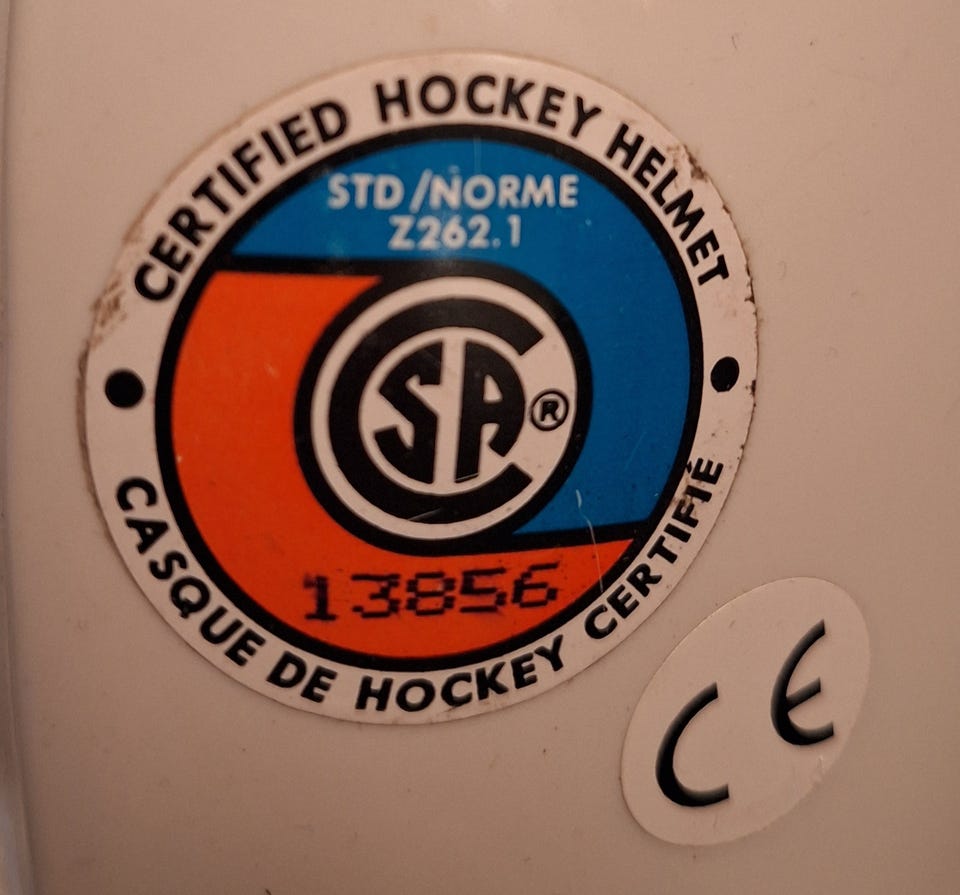 CERTIFIED HOCKEY HELMET
STD/NORME
Z262.1
CSA®
13856
CASQUE DE HOCKEY CERTIFIÉ
CE